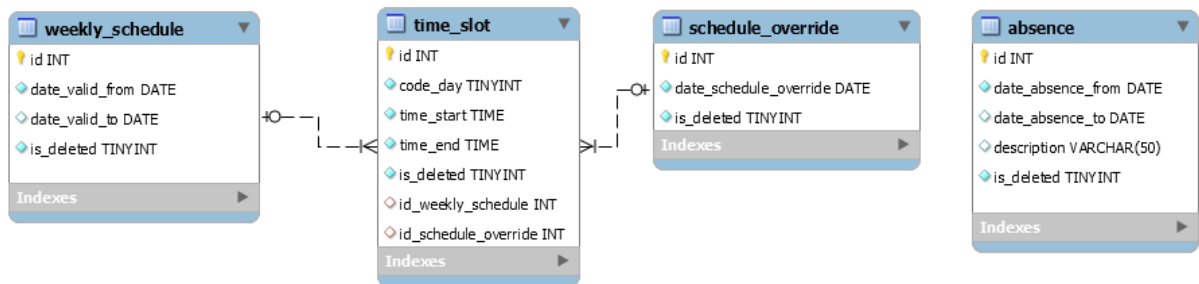 weekly_schedule
id INT
date_valid_from DATE
date_valid_to DATE
is_deleted TINYINT
Indexes
time_slot
id INT
code_day TINYINT
time_start TIME
time_end TIME
is_deleted TINYINT
id_weekly_schedule INT
id_schedule_override INT
Indexes
schedule_override
id INT
date_schedule_override DATE
is_deleted TINYINT
Indexes
absence
id INT
date_absence_from DATE
date_absence_to DATE
description VARCHAR(50)
is_deleted TINYINT
Indexes